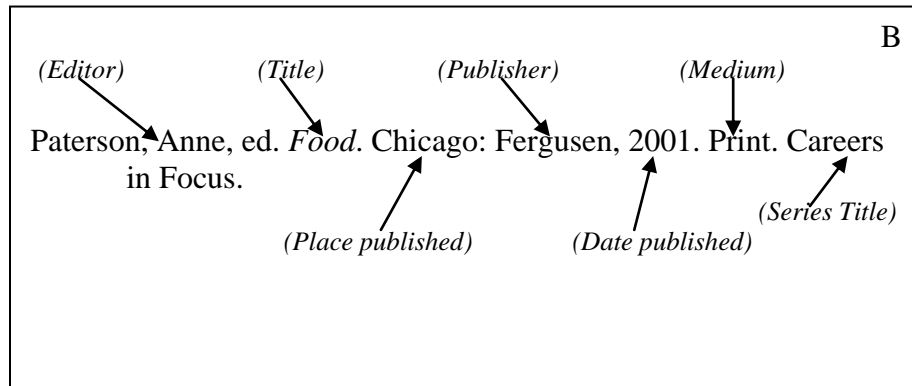 B
(Editor) (Title) (Publisher) (Medium)
Paterson, Anne, ed. Food. Chicago: Fergusen, 2001. Print. Careers
in Focus.
(Series Title)
(Place published) (Date published)